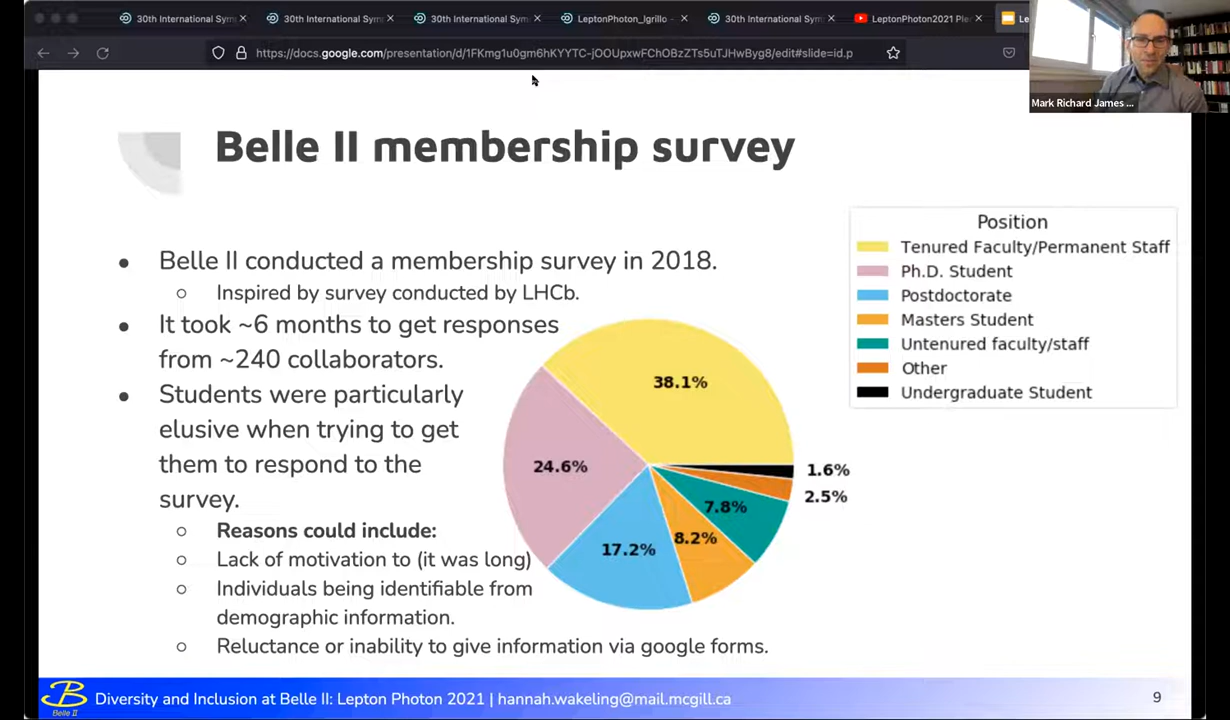 30th International Sym
30th International Sym
30th International Sym
LeptonPhoton_lgrillo
30th International Sym
LeptonPhoton2021 Ple
Le
https://docs.google.com/presentation/d/1FKmg1u0gm6hKYYTC-jOOUpxwFChOBzZTs5uTJHwByg8/edit#slide=id.p
Mark Richard James ...
Belle II membership survey
Position
Tenured Faculty/Permanent Staff
Ph.D. Student
Postdoctorate
Masters Student
Untenured faculty/staff
Other
Undergraduate Student
● Belle II conducted a membership survey in 2018.
○ Inspired by survey conducted by LHCb.
● It took ~6 months to get responses
from ~240 collaborators.
● Students were particularly
elusive when trying to get
them to respond to the
survey.
○ Reasons could include:
○ Lack of motivation to (it was long)
○ Individuals being identifiable from
demographic information.
○ Reluctance or inability to give information via google forms.
38.1%
24.6%
17.2%
8.2%
7.8%
2.5%
1.6%
Belle II
Diversity and Inclusion at Belle II: Lepton Photon 2021 | hannah.wakeling@mail.mcgill.ca
9